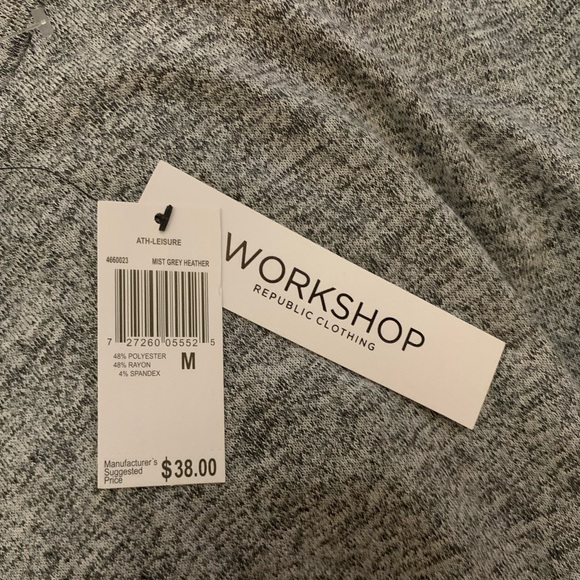 ATH-LEISURE
4660023 MIST GREY HEATHER
7 27260 05552 5
48% POLYESTER
48% RAYON
4% SPANDEX
M
Manufacturer's
Suggested
Price
$38.00
WORKSHOP
REPUBLIC CLOTHING